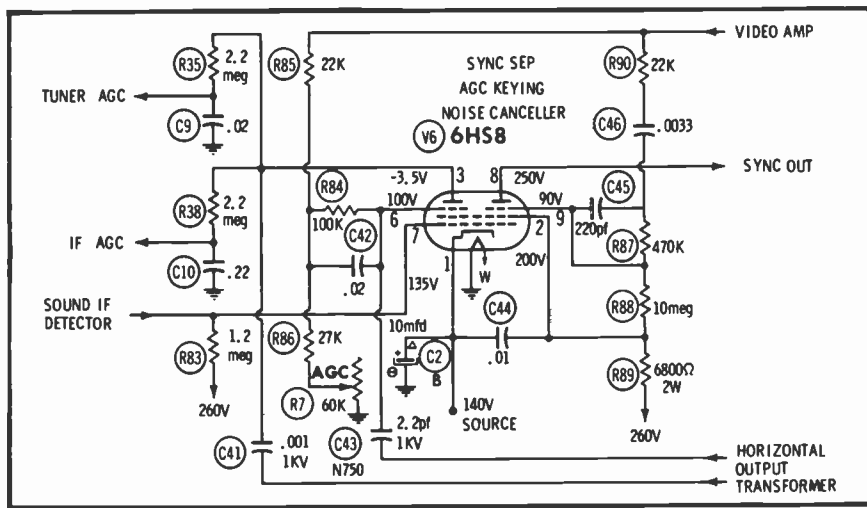 VIDEO AMP
R35
2.2
meg
R85
22K
SYNC SEP
AGC KEYING
NOISE CANCELLER
V6 6HS8
R90
22K
TUNER AGC
C9
.02
C46
.0033
-3.5V
3
8
250V
SYNC OUT
R38
2.2
meg
R84
100K
100V
6
7
90V
9
2
C45
220pf
IF AGC
C10
.22
C42
.02
135V
1
W
200V
R87
470K
SOUND IF
DETECTOR
R83
1.2
meg
260V
R86
27K
10mfd
+
C2
B
C44
.01
R88
10meg
AGC
R7
60K
140V
SOURCE
R89
6800Ω
2W
260V
C41
.001
1KV
2.2pf
1KV
C43
N750
HORIZONTAL
OUTPUT
TRANSFORMER